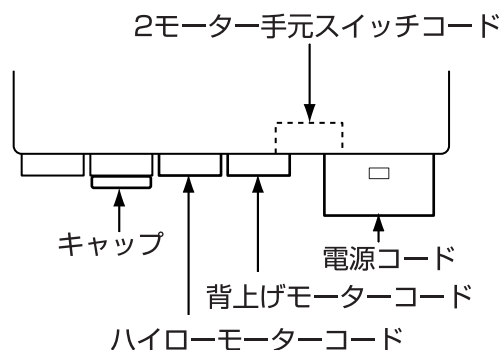 2モーター手元スイッチコード
キャップ
電源コード
背上げモーターコード
ハイローモーターコード